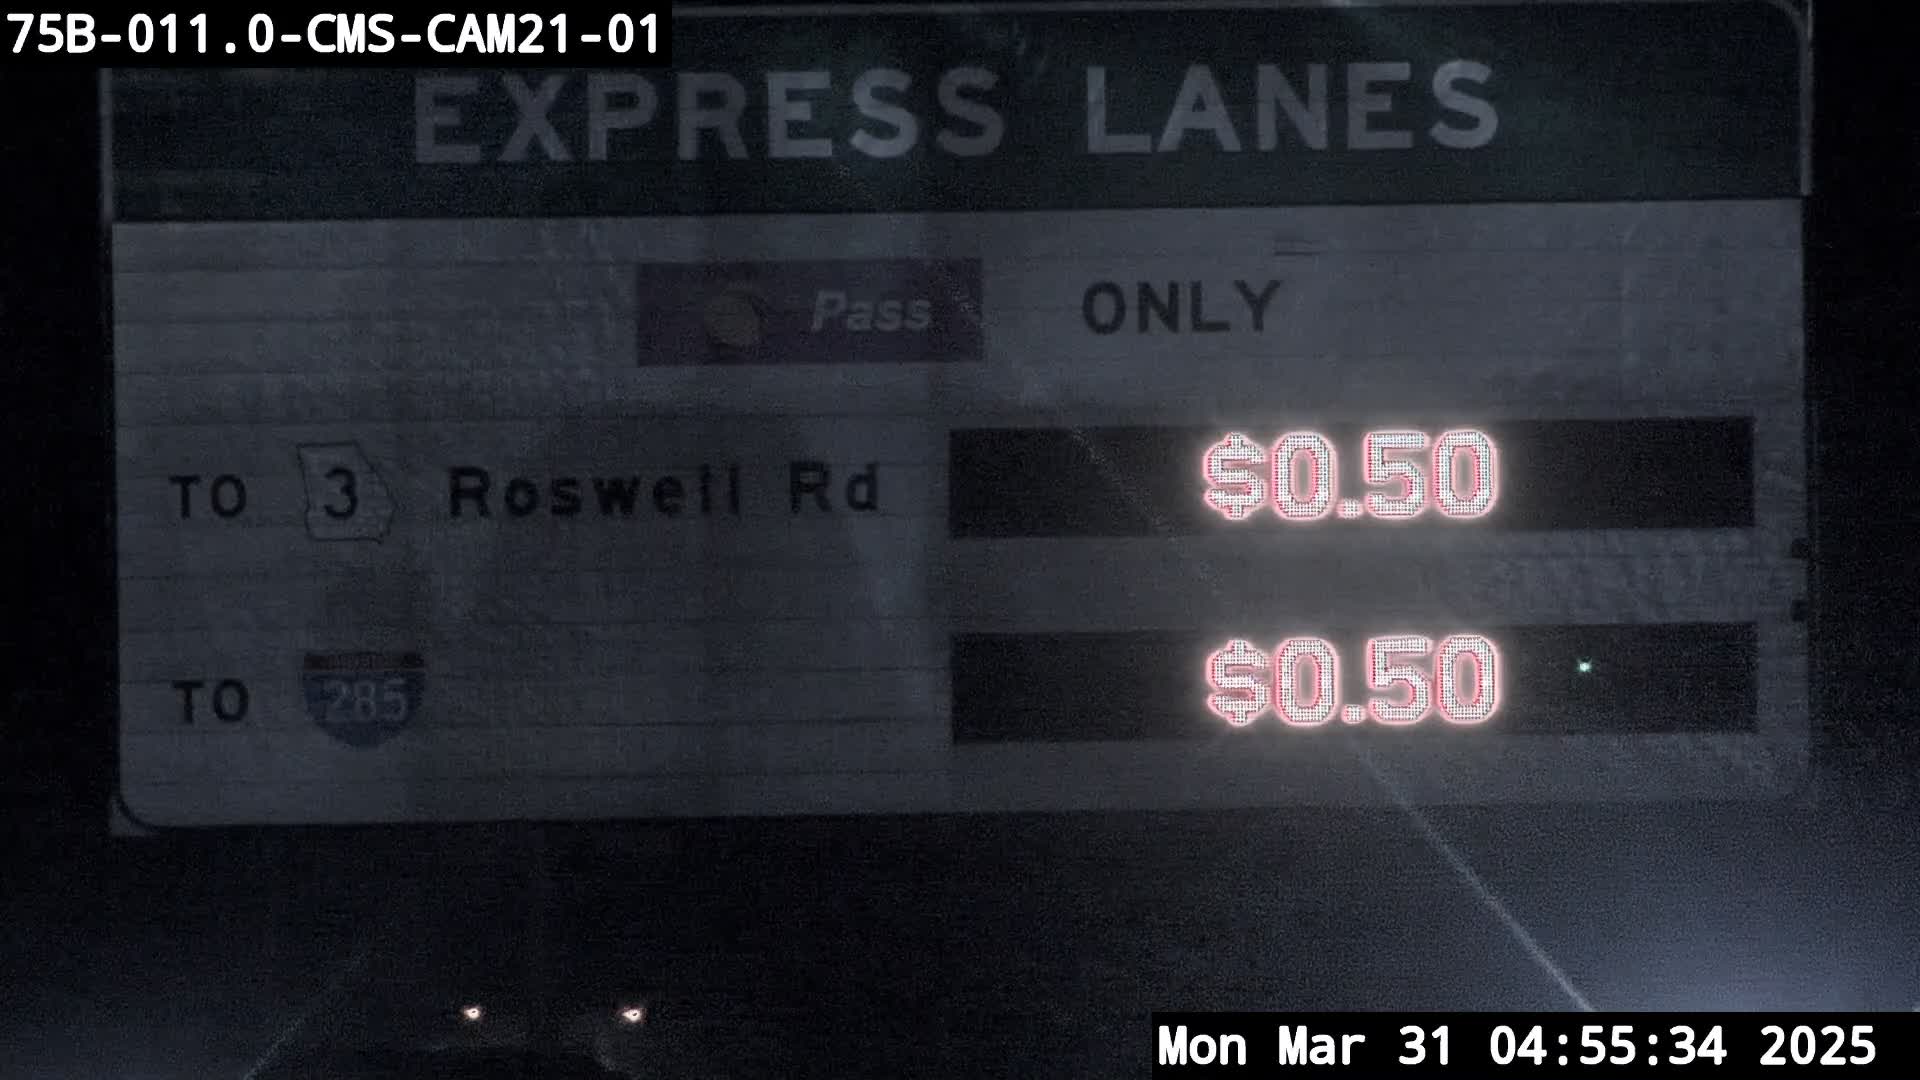 75B-011.0-CMS-CAM21-01
EXPRESS LANES
Pass ONLY
TO 3 Roswell Rd $0.50
TO 285 $0.50
Mon Mar 31 04:55:34 2025